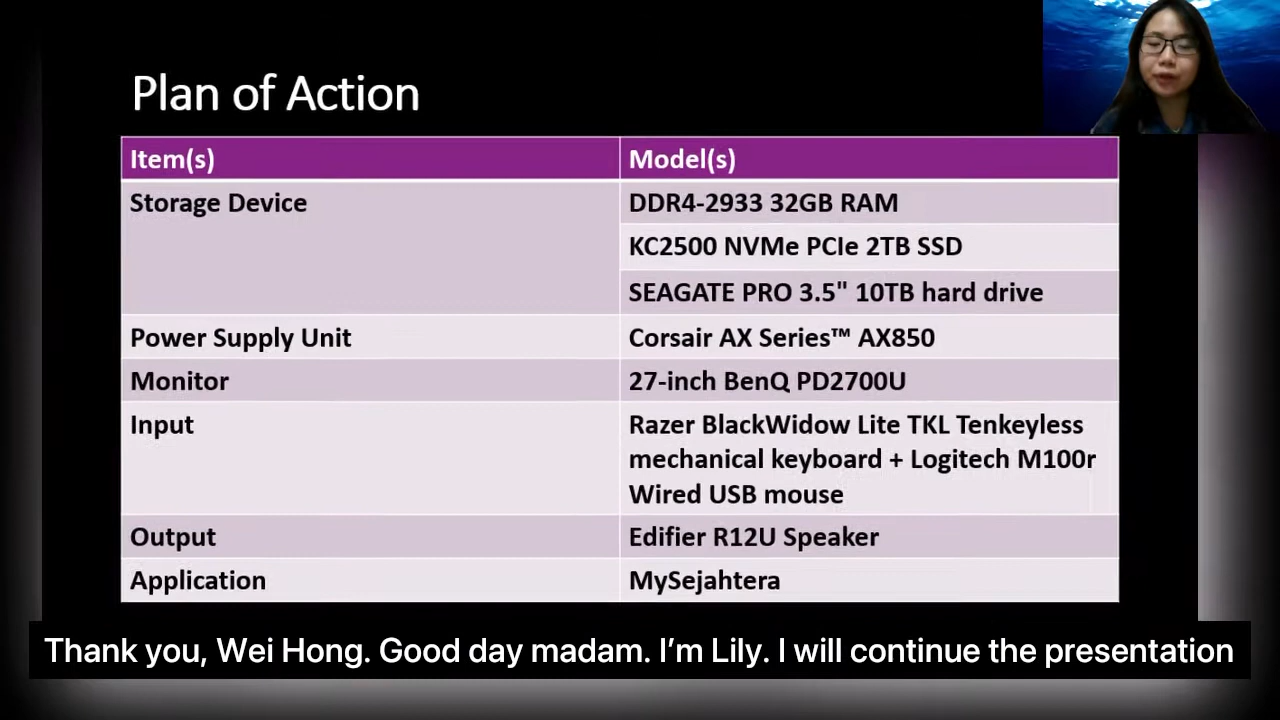 Plan of Action
Item(s)
Model(s)
Storage Device
DDR4-2933 32GB RAM
KC2500 NVMe PCIe 2TB SSD
SEAGATE PRO 3.5" 10TB hard drive
Power Supply Unit
Corsair AX Series™ AX850
Monitor
27-inch BenQ PD2700U
Input
Razer BlackWidow Lite TKL Tenkeyless
mechanical keyboard + Logitech M100r
Wired USB mouse
Output
Edifier R12U Speaker
Application
MySejahtera
Thank you, Wei Hong. Good day madam. I’m Lily. I will continue the presentation